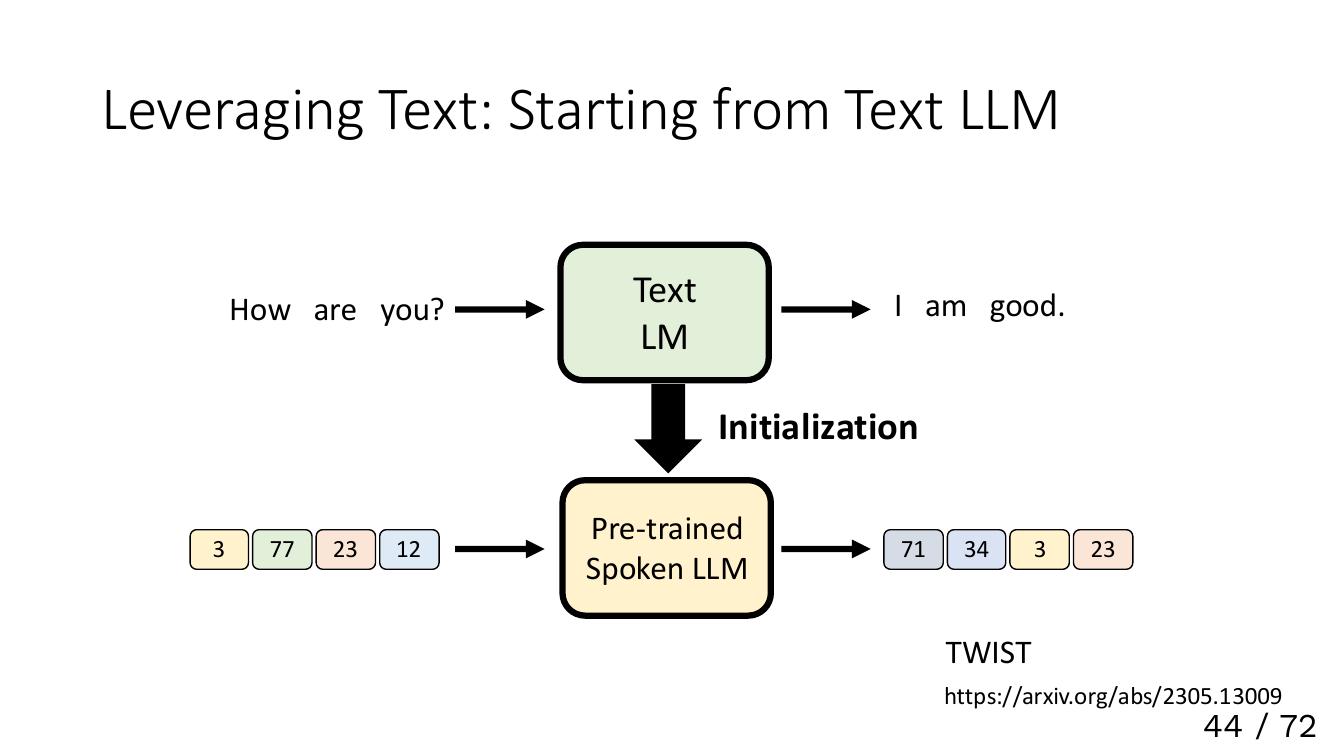 Leveraging Text: Starting from Text LLM
How are you?
Text
LM
I am good.
Initialization
3 77 23 12
Pre-trained
Spoken LLM
71 34 3 23
TWIST
https://arxiv.org/abs/2305.13009
44 / 72